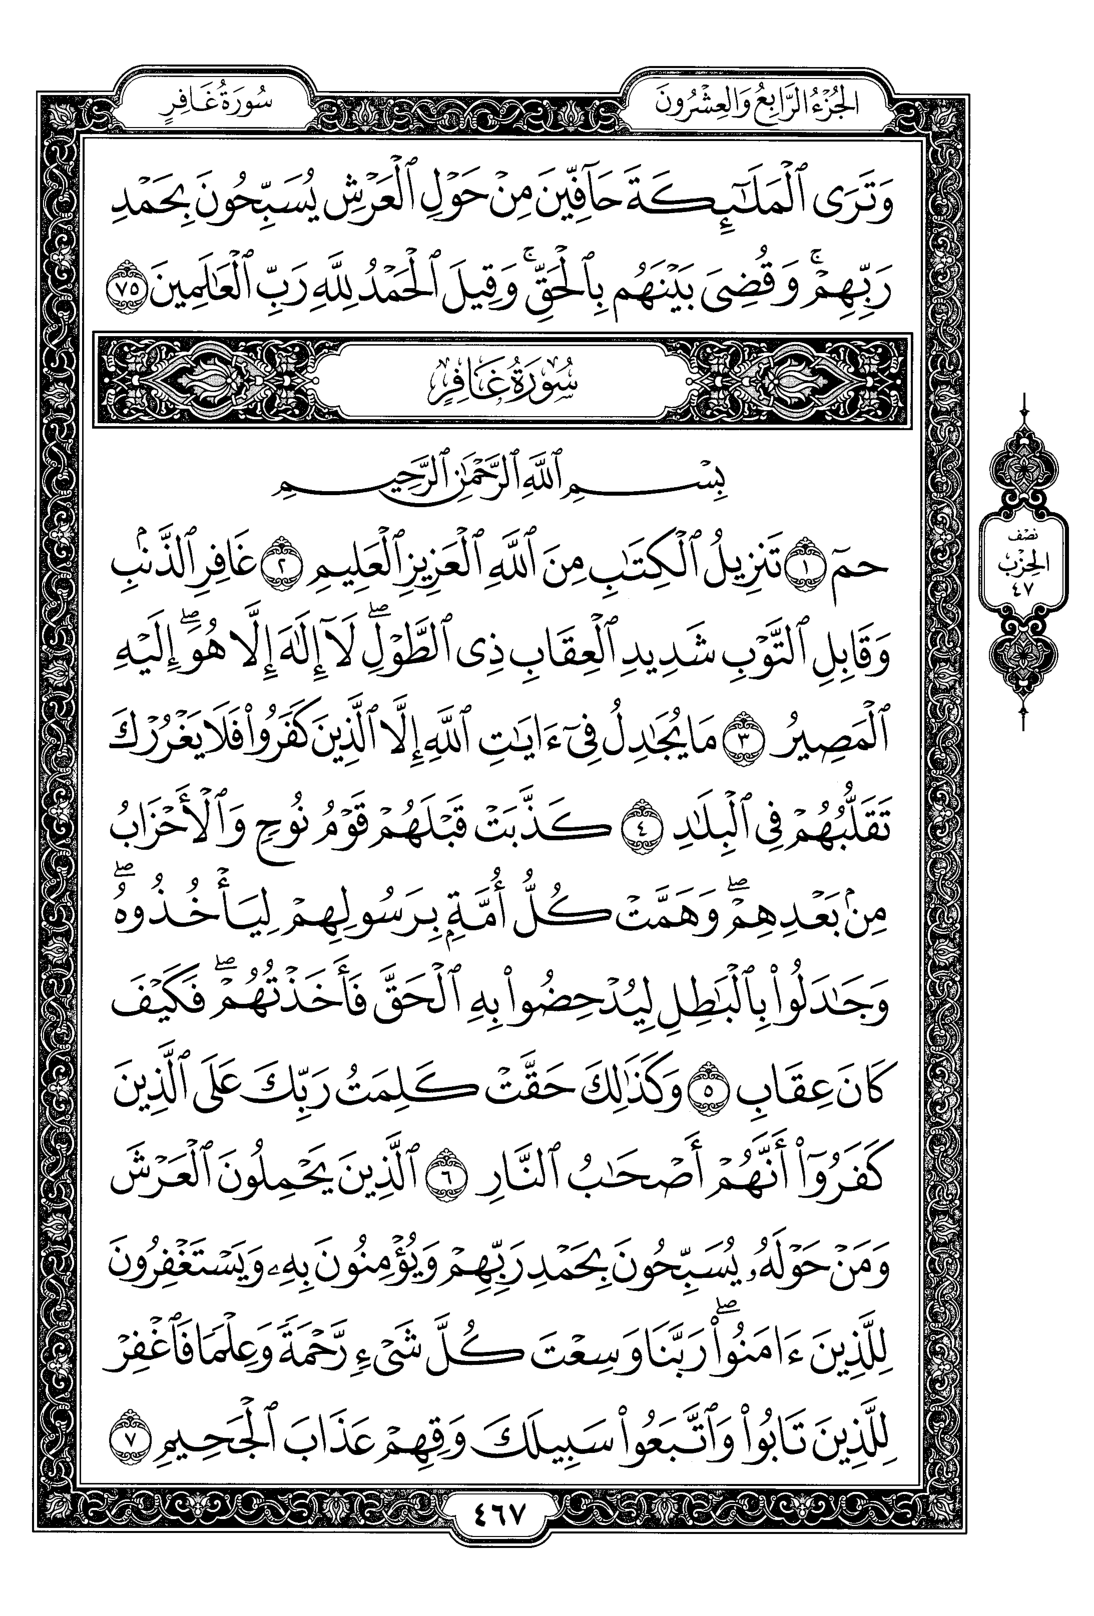 الجُزْءُ الرَّابِعُ وَالعِشْرُونَ
سُورَةُ غَافِرٍ
وَتَرَى ٱلْمَلَـٰٓئِكَةَ حَآفِّينَ مِنْ حَوْلِ ٱلْعَرْشِ يُسَبِّحُونَ بِحَمْدِ
رَبِّهِمْ ۚ وَقُضِىَ بَيْنَهُم بِٱلْحَقِّ ۚ وَقِيلَ ٱلْحَمْدُ لِلَّهِ رَبِّ ٱلْعَـٰلَمِينَ ٧٥
سُورَةُ غَافِرٍ
بِسْمِ ٱللَّهِ ٱلرَّحْمَـٰنِ ٱلرَّحِيمِ
حمٓ ١ تَنزِيلُ ٱلْكِتَـٰبِ مِنَ ٱللَّهِ ٱلْعَزِيزِ ٱلْعَلِيمِ ٢ غَافِرِ ٱلذَّنۢبِ
وَقَابِلِ ٱلتَّوْبِ شَدِيدِ ٱلْعِقَابِ ذِى ٱلطَّوْلِ ۖ لَآ إِلَـٰهَ إِلَّا هُوَ ۖ إِلَيْهِ
ٱلْمَصِيرُ ٣ مَا يُجَـٰدِلُ فِىٓ ءَايَـٰتِ ٱللَّهِ إِلَّا ٱلَّذِينَ كَفَرُوا۟ فَلَا يَغْرُرْكَ
تَقَلُّبُهُمْ فِى ٱلْبِلَـٰدِ ٤ كَذَّبَتْ قَبْلَهُمْ قَوْمُ نُوحٍ وَٱلْأَحْزَابُ
مِنۢ بَعْدِهِمْ ۖ وَهَمَّتْ كُلُّ أُمَّةٍۭ بِرَسُولِهِمْ لِيَأْخُذُوهُ ۖ
وَجَـٰدَلُوا۟ بِٱلْبَـٰطِلِ لِيُدْحِضُوا۟ بِهِ ٱلْحَقَّ فَأَخَذْتُهُمْ ۖ فَكَيْفَ
كَانَ عِقَابِ ٥ وَكَذَٰلِكَ حَقَّتْ كَلِمَتُ رَبِّكَ عَلَى ٱلَّذِينَ
كَفَرُوٓا۟ أَنَّهُمْ أَصْحَـٰبُ ٱلنَّارِ ٦ ٱلَّذِينَ يَحْمِلُونَ ٱلْعَرْشَ
وَمَنْ حَوْلَهُۥ يُسَبِّحُونَ بِحَمْدِ رَبِّهِمْ وَيُؤْمِنُونَ بِهِۦ وَيَسْتَغْفِرُونَ
لِلَّذِينَ ءَامَنُوا۟ ۖ رَبَّنَا وَسِعْتَ كُلَّ شَىْءٍ رَّحْمَةً وَعِلْمًا فَٱغْفِرْ
لِلَّذِينَ تَابُوا۟ وَٱتَّبَعُوا۟ سَبِيلَكَ وَقِهِمْ عَذَابَ ٱلْجَحِيمِ ٧
نصف
الحِزْب
٤٧
٤٦٧